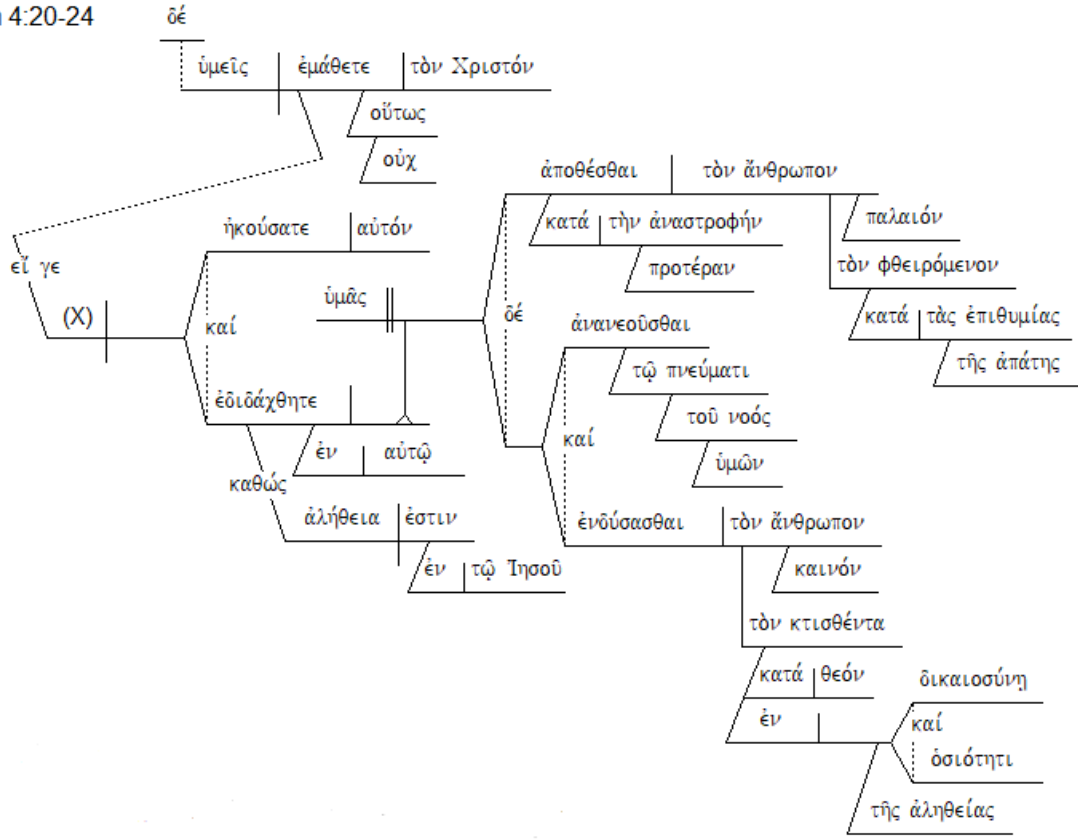 4:20-24
δέ
ὑμεῖς ἐμάθετε τὸν Χριστόν
οὕτως
οὐχ
ἀποθέσθαι τὸν ἄνθρωπον
παλαιόν
κατά τὴν ἀναστροφήν
προτέραν
τὸν φθειρόμενον
κατά τὰς ἐπιθυμίας
τῆς ἀπάτης
ἠκούσατε αὐτόν
εἴ γε
(X)
καί
ὑμᾶς
δέ
ἀνανεοῦσθαι
τῷ πνεύματι
τοῦ νοός
ὑμῶν
καί
ἐδιδάχθητε
ἐν αὐτῷ
καθώς
ἀλήθεια ἐστιν
ἐν τῷ Ἰησοῦ
ἐνδύσασθαι τὸν ἄνθρωπον
καινόν
τὸν κτισθέντα
κατά θεόν
ἐν
δικαιοσύνῃ
καί
ὁσιότητι
τῆς ἀληθείας